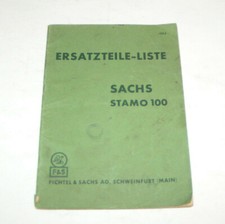 ERSATZTEILE-LISTE
SACHS
STAMO 100
F&S
FICHTEL & SACHS AG. SCHWEINFURT (MAIN)